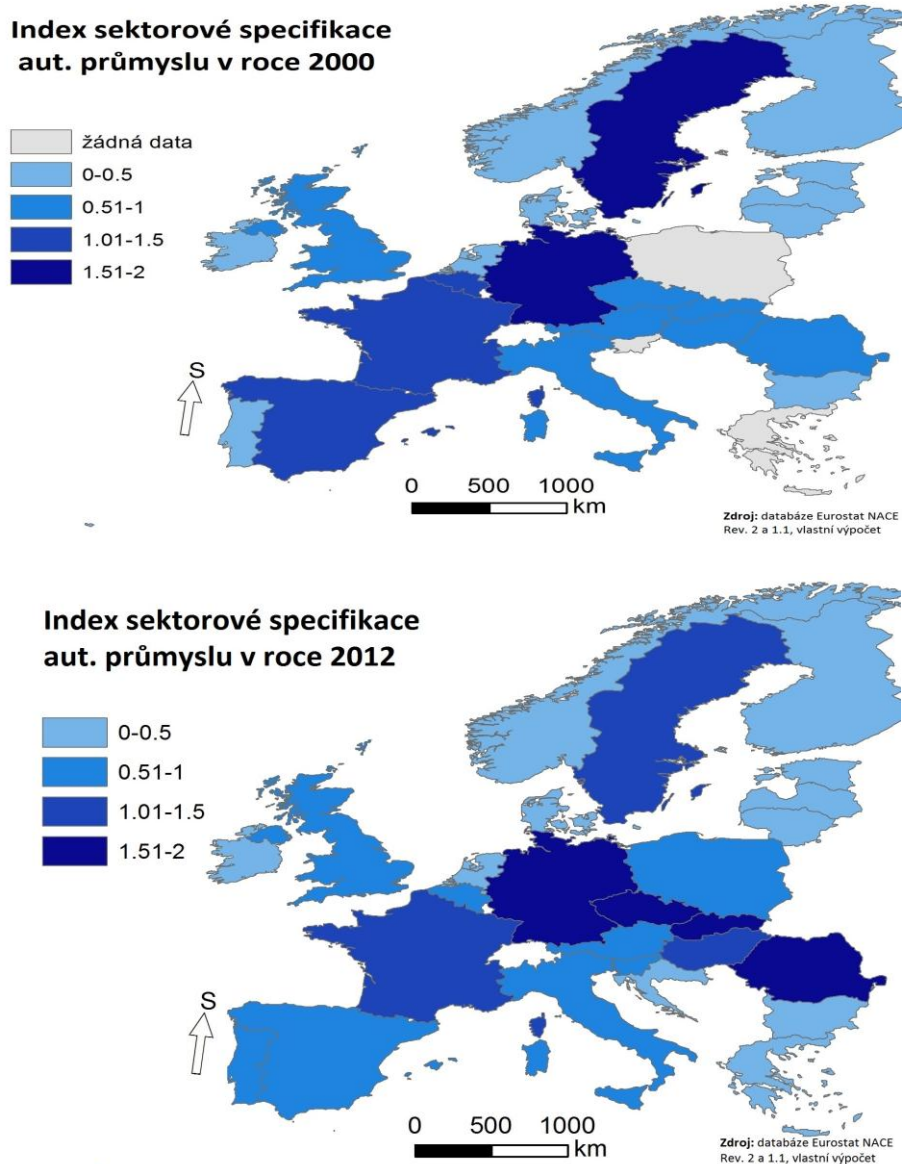 Index sektorové specifikace
aut. průmyslu v roce 2000
žádná data
0-0.5
0.51-1
1.01-1.5
1.51-2
S
0 500 1000
km
Zdroj: databáze Eurostat NACE
Rev. 2 a 1.1, vlastní výpočet
Index sektorové specifikace
aut. průmyslu v roce 2012
0-0.5
0.51-1
1.01-1.5
1.51-2
S
0 500 1000
km
Zdroj: databáze Eurostat NACE
Rev. 2 a 1.1, vlastní výpočet